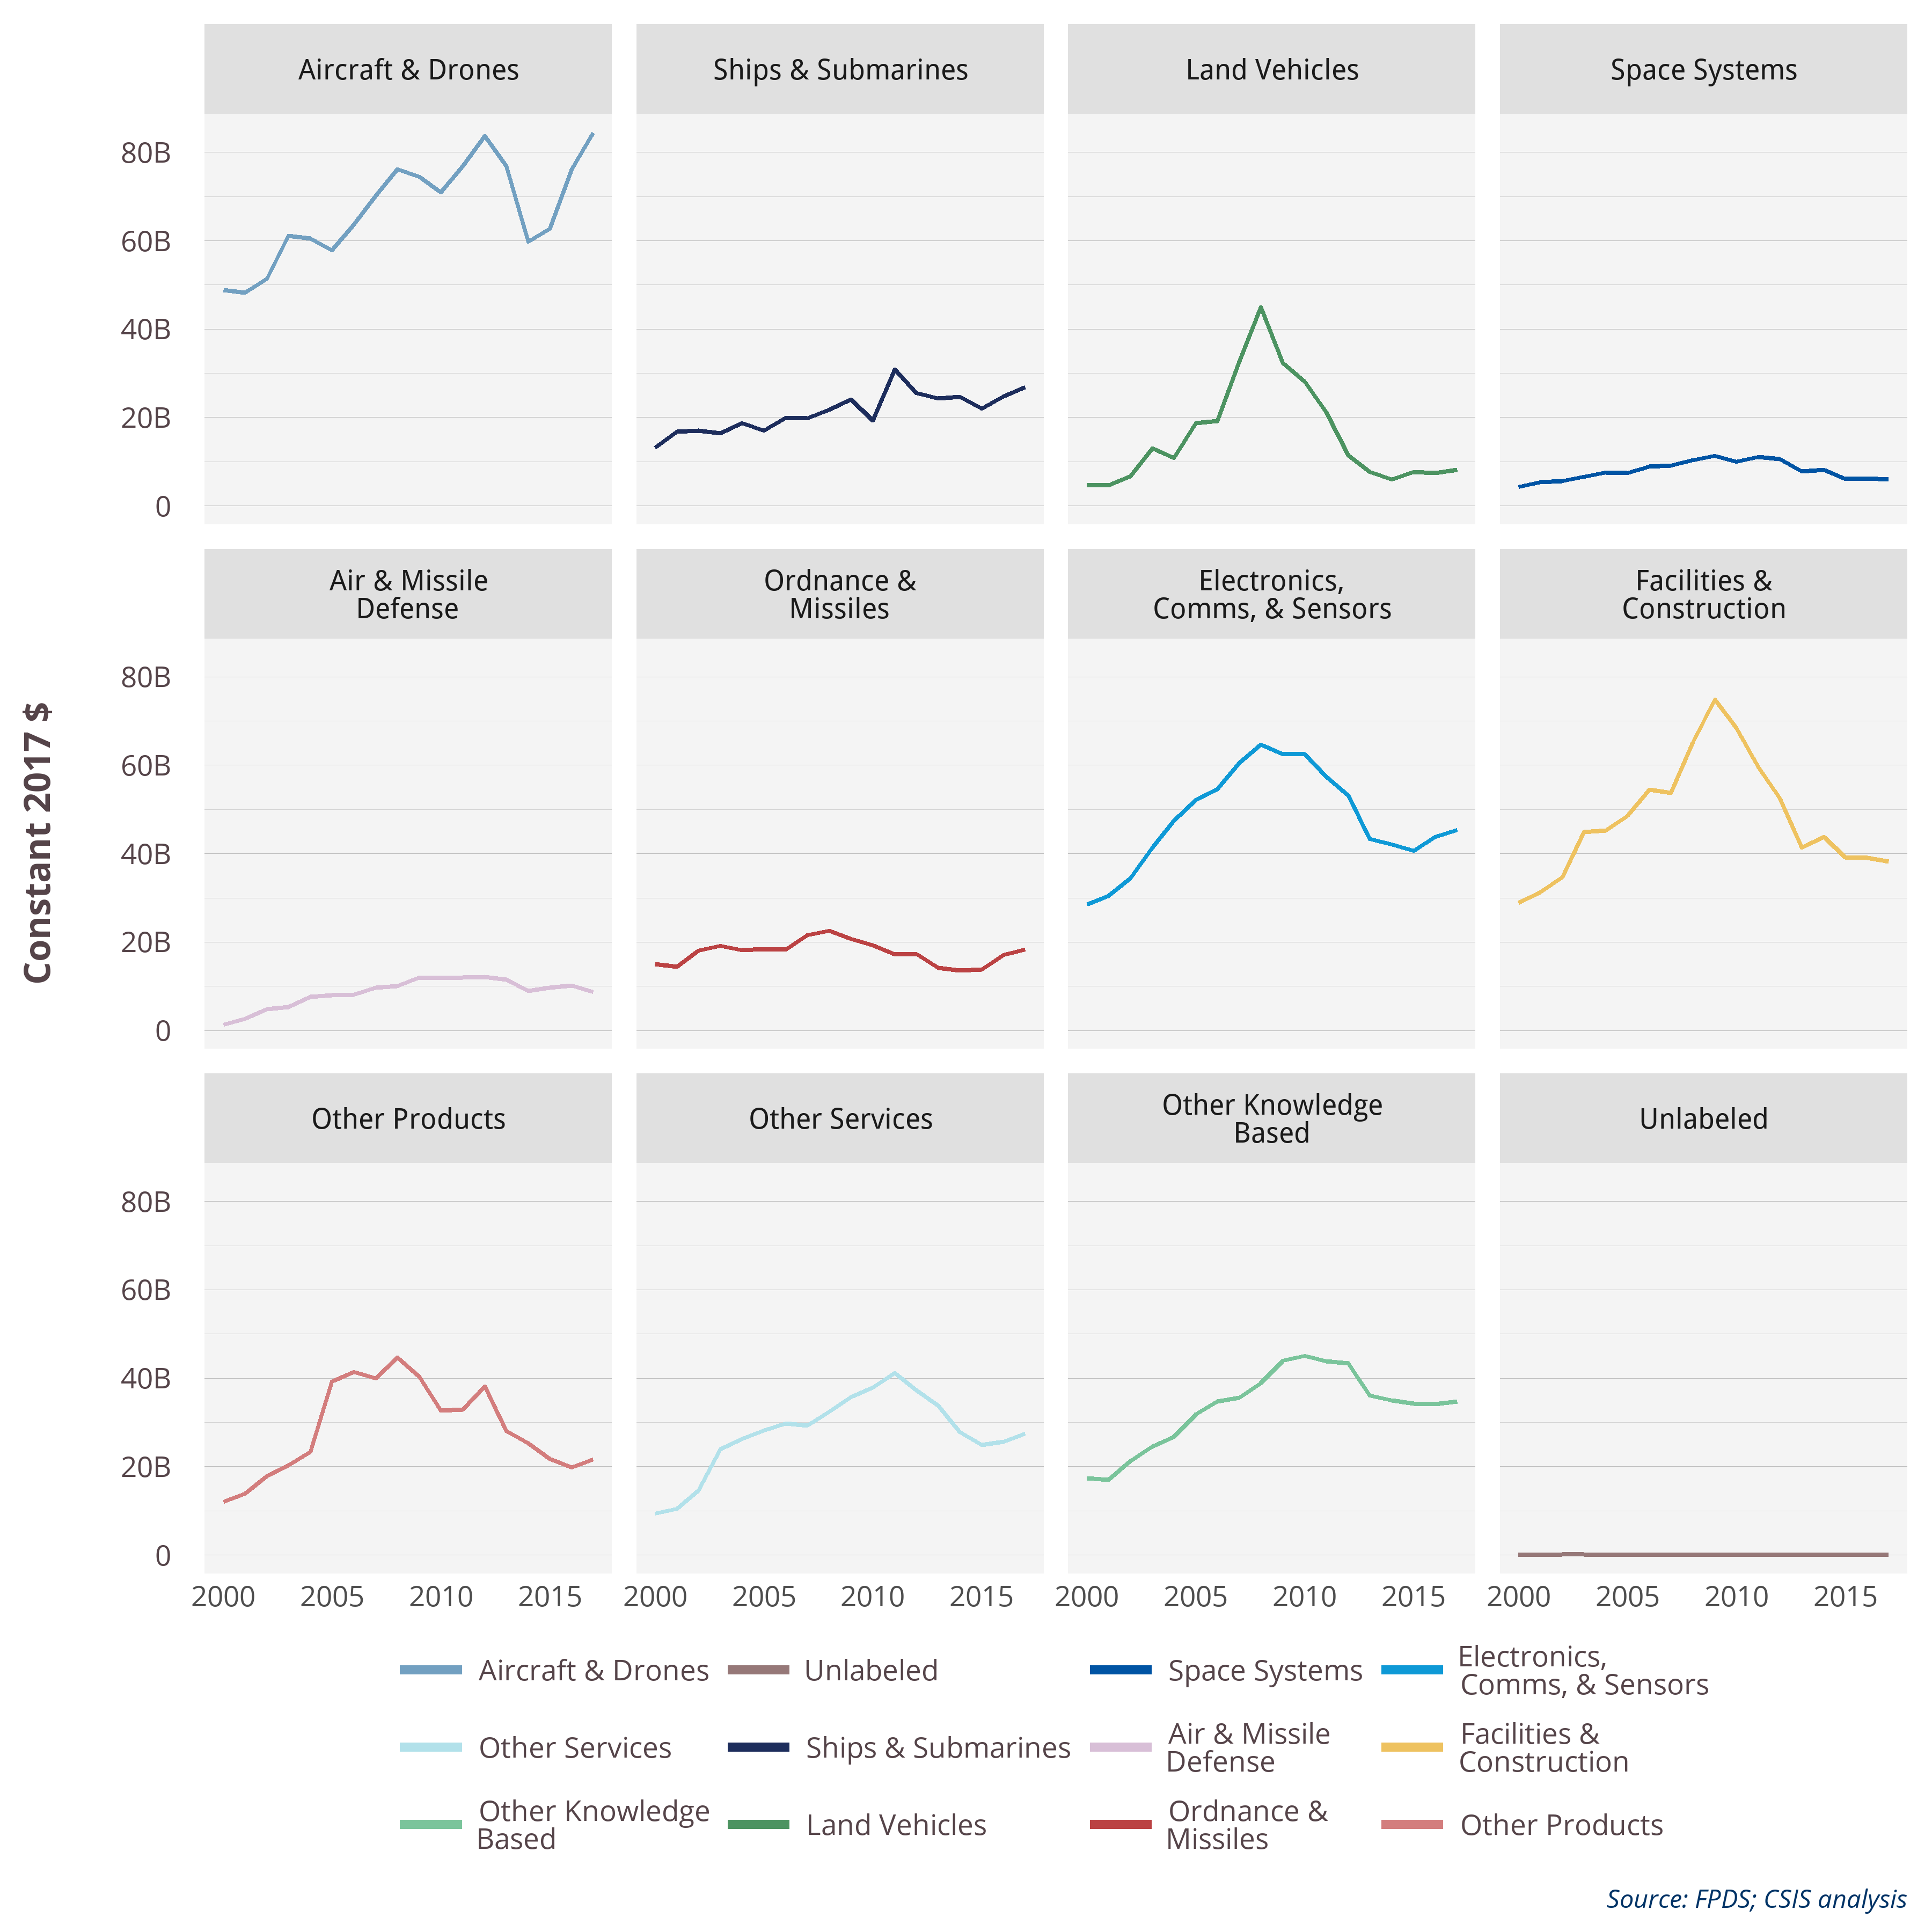 Aircraft & Drones
Ships & Submarines
Land Vehicles
Space Systems
80B
60B
40B
20B
0
Air & Missile
Defense
Ordnance &
Missiles
Electronics,
Comms, & Sensors
Facilities &
Construction
80B
60B
40B
20B
0
Constant 2017 $
Other Products
Other Services
Other Knowledge
Based
Unlabeled
80B
60B
40B
20B
0
2000 2005 2010 2015
2000 2005 2010 2015
2000 2005 2010 2015
2000 2005 2010 2015
Aircraft & Drones
Unlabeled
Space Systems
Electronics,
Comms, & Sensors
Other Services
Ships & Submarines
Air & Missile
Defense
Facilities &
Construction
Other Knowledge
Based
Land Vehicles
Ordnance &
Missiles
Other Products
Source: FPDS; CSIS analysis